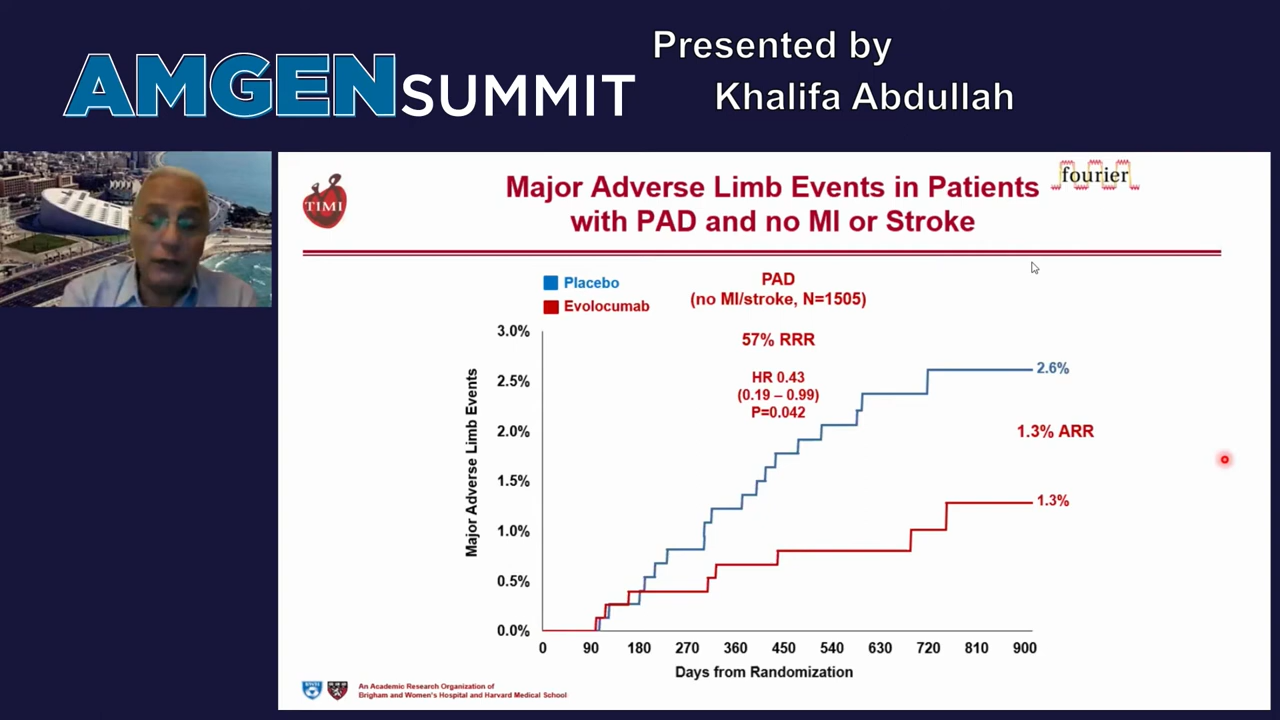 AMGEN SUMMIT
Presented by
Khalifa Abdullah
TIMI
Major Adverse Limb Events in Patients
with PAD and no MI or Stroke
fourier
Placebo
Evolocumab
PAD
(no MI/stroke, N=1505)
57% RRR
HR 0.43
(0.19 – 0.99)
P=0.042
Major Adverse Limb Events
3.0%
2.5%
2.0%
1.5%
1.0%
0.5%
0.0%
2.6%
1.3% ARR
1.3%
0 90 180 270 360 450 540 630 720 810 900
Days from Randomization
An Academic Research Organization of
Brigham and Women's Hospital and Harvard Medical School